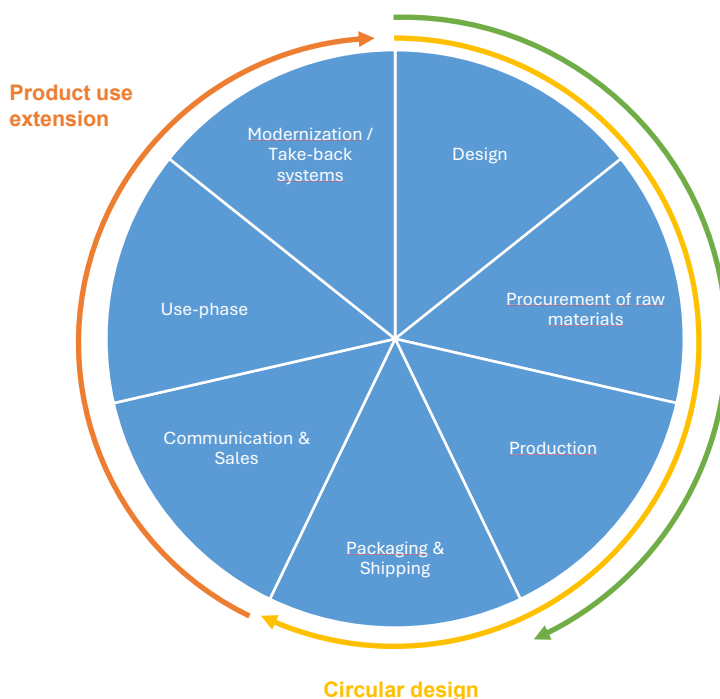 Product use
extension
Modernization /
Take-back
systems
Design
Use-phase
Procurement of raw
materials
Communication &
Sales
Production
Packaging &
Shipping
Circular design